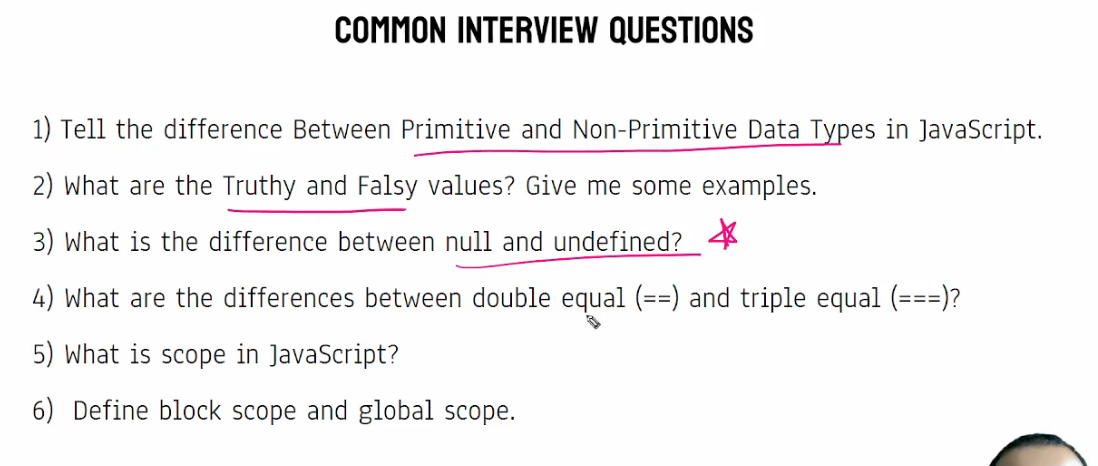 COMMON INTERVIEW QUESTIONS
1) Tell the difference Between Primitive and Non-Primitive Data Types in JavaScript.
2) What are the Truthy and Falsy values? Give me some examples.
3) What is the difference between null and undefined?
4) What are the differences between double equal (==) and triple equal (===)?
5) What is scope in JavaScript?
6) Define block scope and global scope.